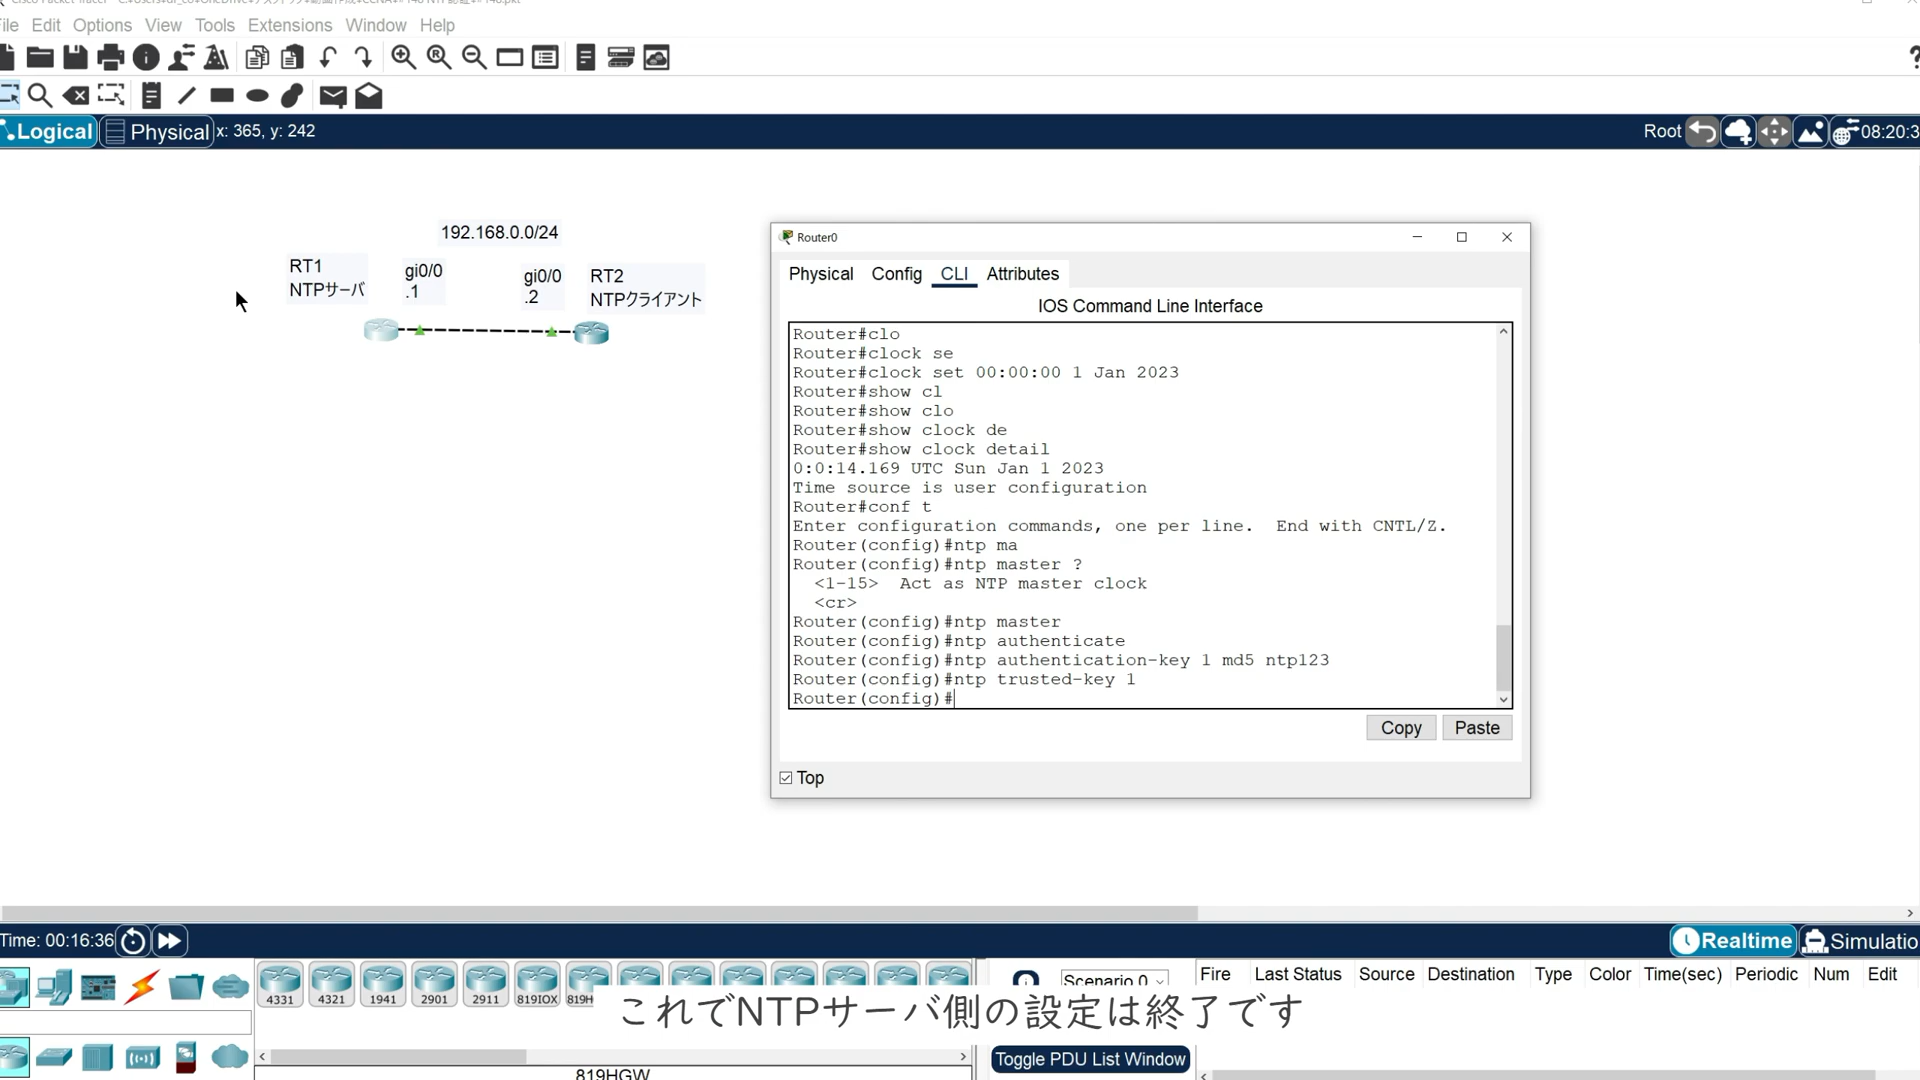 File Edit Options View Tools Extensions Window Help
Logical Physical x: 365, y: 242 Root 08:20:3
192.168.0.0/24
RT1
NTPサーバ
gi0/0
.1
gi0/0
.2
RT2
NTPクライアント
Router0
Physical Config CLI Attributes
IOS Command Line Interface
Router#clo
Router#clock se
Router#clock set 00:00:00 1 Jan 2023
Router#show cl
Router#show clo
Router#show clock de
Router#show clock detail
0:0:14.169 UTC Sun Jan 1 2023
Time source is user configuration
Router#conf t
Enter configuration commands, one per line.  End with CNTL/Z.
Router(config)#ntp ma
Router(config)#ntp master ?
<1-15>  Act as NTP master clock
<cr>
Router(config)#ntp master
Router(config)#ntp authenticate
Router(config)#ntp authentication-key 1 md5 ntp123
Router(config)#ntp trusted-key 1
Router(config)#
Copy Paste
Top
Time: 00:16:36 Realtime Simulatio
4331 4321 1941 2901 2911 819IOX 819H
Scenario 0
Fire Last Status Source Destination Type Color Time(sec) Periodic Num Edit
これでNTPサーバ側の設定は終了です
Toggle PDU List Window
819HGW